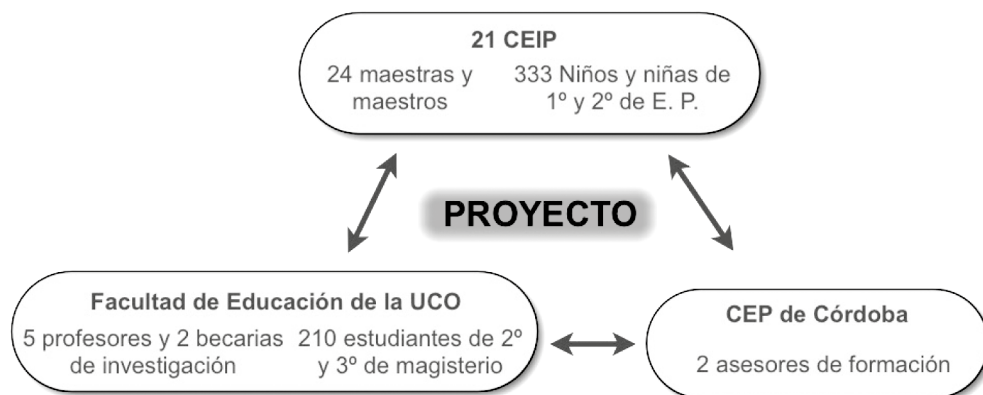 21 CEIP
24 maestras y
maestros
333 Niños y niñas de
1º y 2º de E. P.
PROYECTO
Facultad de Educación de la UCO
5 profesores y 2 becarias
de investigación
210 estudiantes de 2º
y 3º de magisterio
CEP de Córdoba
2 asesores de formación